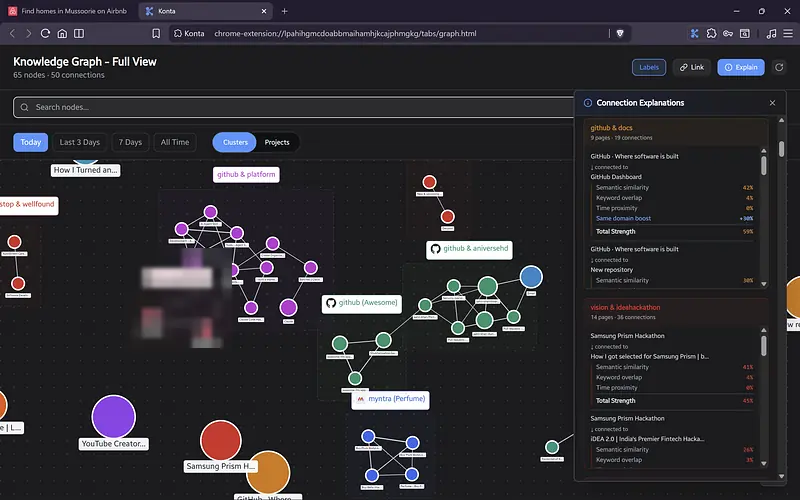 Find homes in Mussoorie on Airbnb
Konta
Konta
chrome-extension://lpahihgmcdoabbmaihamhjkcajphmgkg/tabs/graph.html
Knowledge Graph - Full View
65 nodes · 50 connections
Labels
Link
Explain
Search nodes...
Today
Last 3 Days
7 Days
All Time
Clusters
Projects
How I Turned an...
github & platform
stop & wellfound
github & aniversehd
github (Awesome)
myntra (Perfume)
YouTube Creator...
Samsung Prism H...
GitHub · Where...
Connection Explanations
github & docs
9 pages · 19 connections
GitHub · Where software is built
↓ connected to
GitHub Dashboard
Semantic similarity 62%
Keyword overlap 4%
Time proximity 0%
Same domain boost +30%
Total Strength 59%
GitHub · Where software is built
↓ connected to
New repository
Semantic similarity 30%
vision & ideahackathon
14 pages · 36 connections
Samsung Prism Hackathon
↓ connected to
How I got selected for Samsung Prism | b...
Semantic similarity 41%
Keyword overlap 4%
Time proximity 0%
Total Strength 45%
Samsung Prism Hackathon
↓ connected to
iDEA 2.0 | India's Premier Fintech Hacka...
Semantic similarity 26%
Keyword overlap 3%